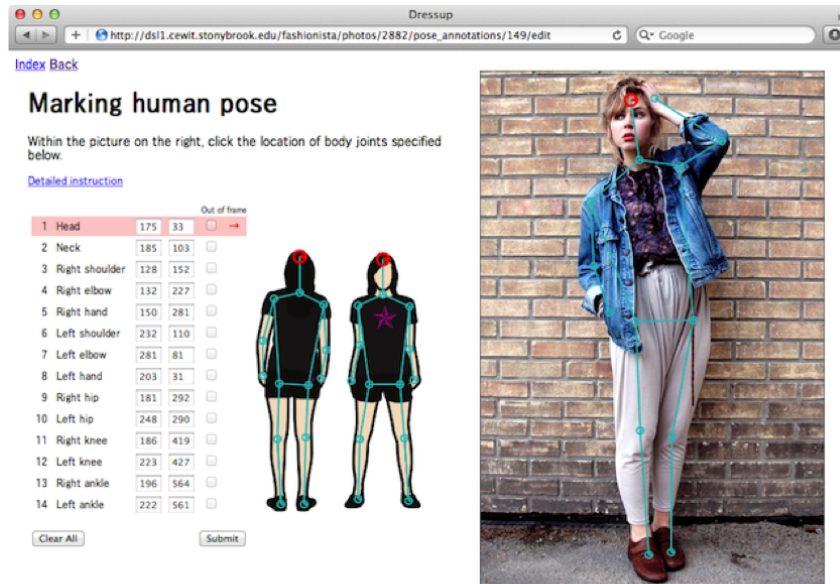 Dressup
http://dsl1.cewit.stonybrook.edu/fashionista/photos/2882/pose_annotations/149/edit
Google
Index Back
Marking human pose
Within the picture on the right, click the location of body joints specified
below.
Detailed instruction
Out of frame
1 Head 175 33 →
2 Neck 185 103
3 Right shoulder 128 152
4 Right elbow 132 227
5 Right hand 150 281
6 Left shoulder 232 110
7 Left elbow 281 81
8 Left hand 203 31
9 Right hip 181 292
10 Left hip 248 290
11 Right knee 186 419
12 Left knee 223 427
13 Right ankle 196 564
14 Left ankle 222 561
Clear All Submit